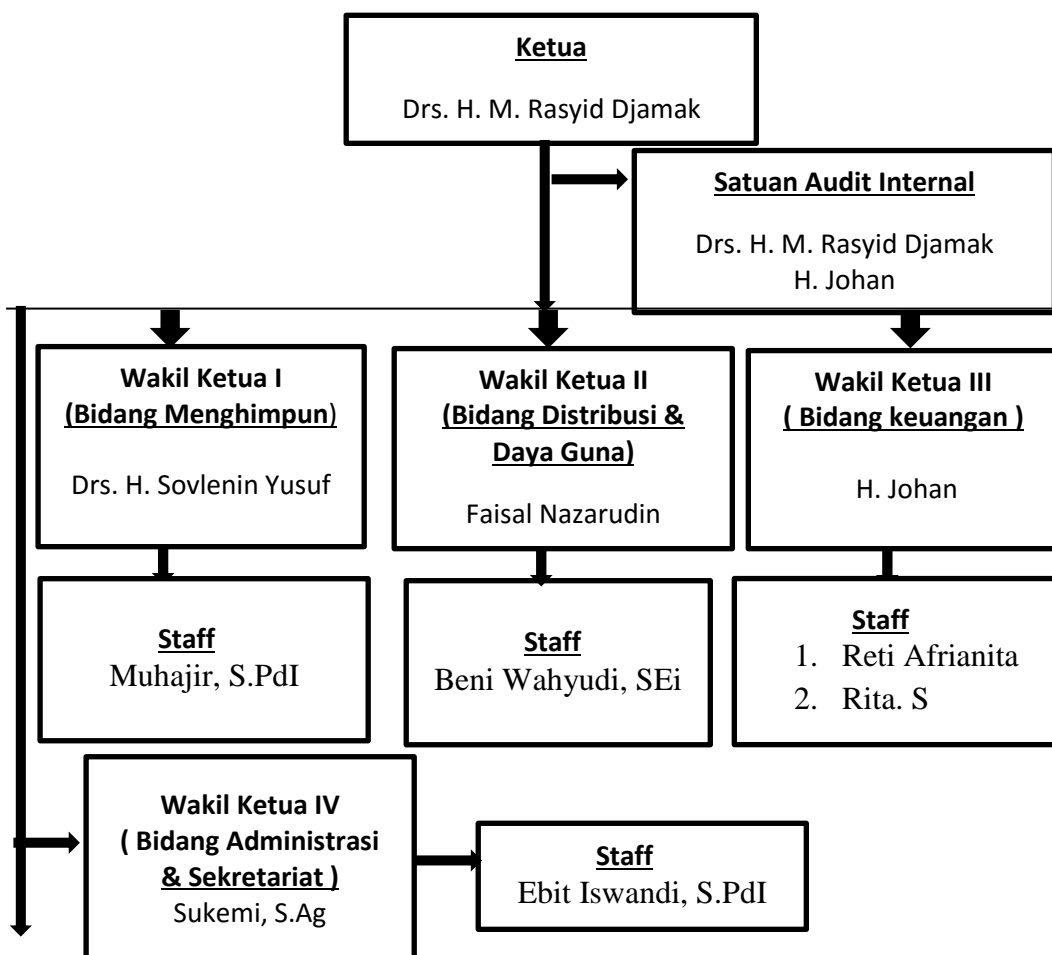 Ketua
Drs. H. M. Rasyid Djamak
Satuan Audit Internal
Drs. H. M. Rasyid Djamak
H. Johan
Wakil Ketua I
(Bidang Menghimpun)
Drs. H. Sovlenin Yusuf
Wakil Ketua II
(Bidang Distribusi &
Daya Guna)
Faisal Nazarudin
Wakil Ketua III
( Bidang keuangan )
H. Johan
Staff
Muhajir, S.PdI
Staff
Beni Wahyudi, SEi
Staff
1. Reti Afrianita
2. Rita. S
Wakil Ketua IV
( Bidang Administrasi
& Sekretariat )
Sukemi, S.Ag
Staff
Ebit Iswandi, S.PdI